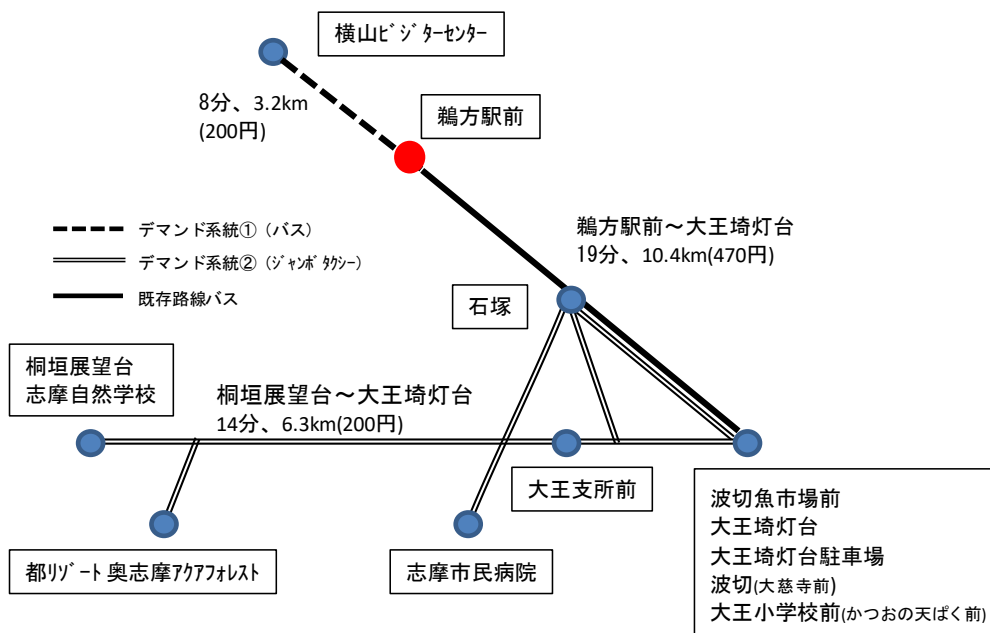 横山ﾋﾞｼﾞﾀｰｾﾝﾀｰ
8分、3.2km
(200円)
鵜方駅前
デマンド系統① (バス)
デマンド系統② (ｼﾞｬﾝﾎﾞﾀｸｼｰ)
既存路線バス
鵜方駅前～大王埼灯台
19分、10.4km(470円)
石塚
桐垣展望台
志摩自然学校
桐垣展望台～大王埼灯台
14分、6.3km(200円)
大王支所前
都ﾘｿﾞｰﾄ 奥志摩ｱｸｱﾌｫﾚｽﾄ
志摩市民病院
波切魚市場前
大王埼灯台
大王埼灯台駐車場
波切(大慈寺前)
大王小学校前(かつおの天ぱく前)